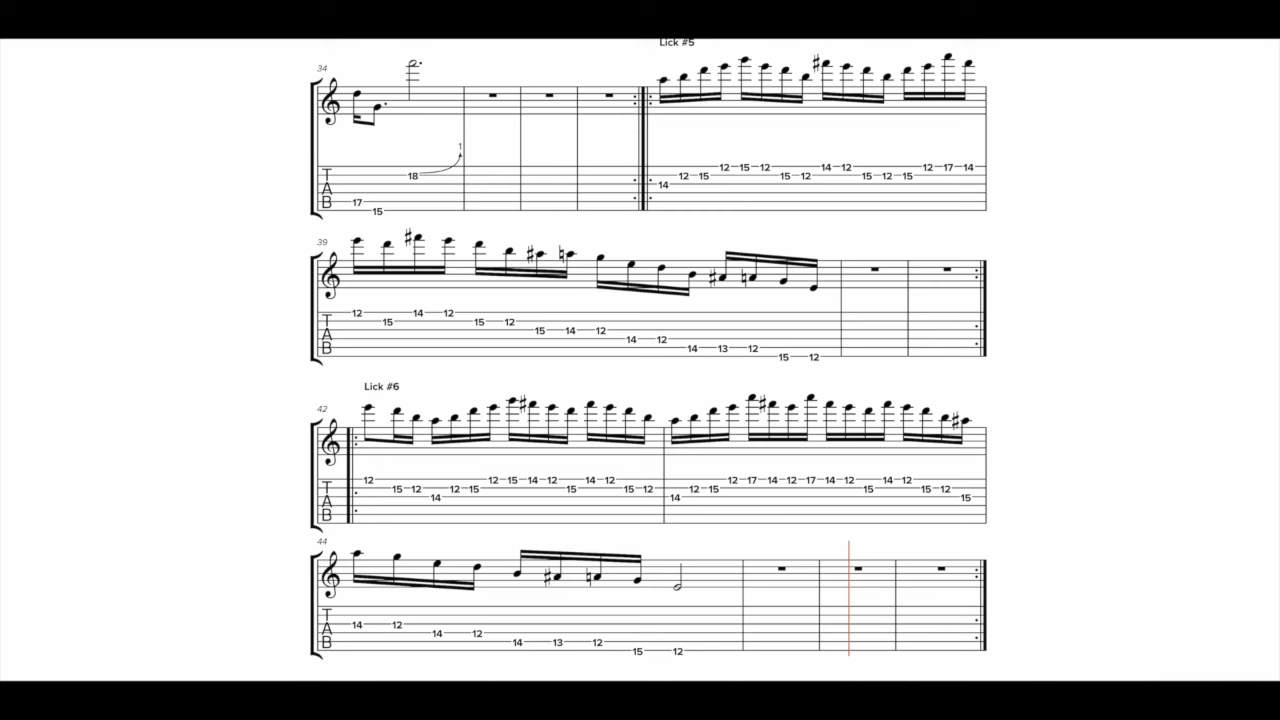 Lick #5
34
1
14 12 15 12 15 12 15 12 14 12 15 12 15 12 17 14
18
17 15
T A B
39
12 15 14 12 15 12 15 14 12 14 12 14 13 12 15 12
T A B
Lick #6
42
12 15 12 14 12 15 12 15 14 12 15 14 12 15 12 14 12 15 12 17 14 12 17 14 12 15 14 12 15 12 15
T A B
44
14 12 14 12 14 13 12 15 12
T A B